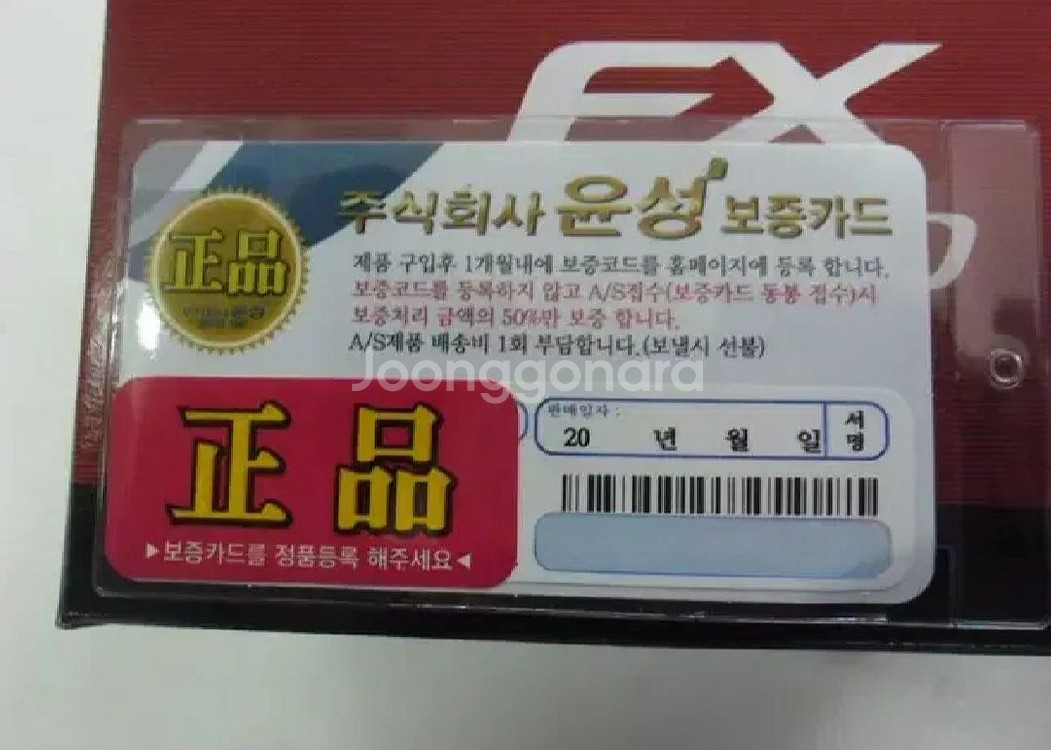 FX
주식회사 윤성 보증카드
正品
제품 구입후 1개월내에 보증코드를 홈페이지에 등록 합니다.
보증코드를 등록하지 않고 A/S접수(보증카드 동봉 접수)시
보증처리 금액의 50%만 보증 합니다.
A/S제품 배송비 1회 부담합니다.(보낼시 선불)
Joonggonara
正品
▶보증카드를 정품등록 해주세요◀
판매일자 :
20 년 월 일 서명